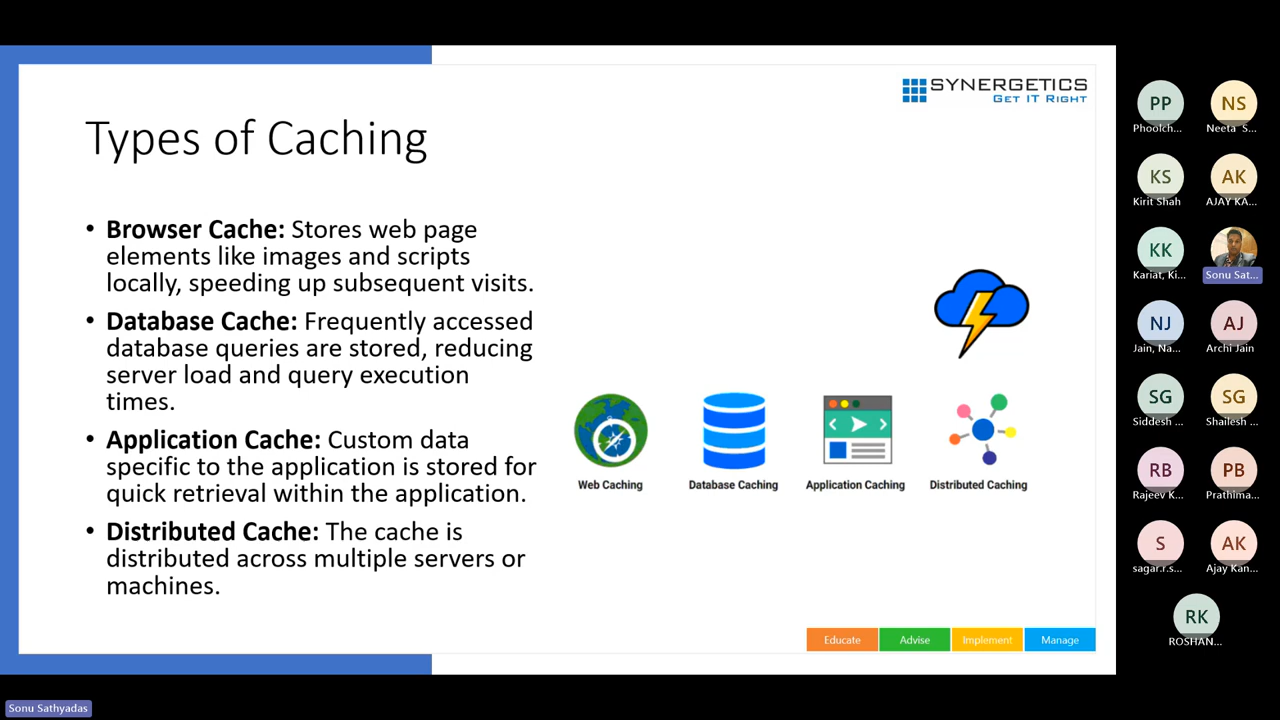 SYNERGETICS
GET IT RIGHT
Types of Caching
• Browser Cache: Stores web page
elements like images and scripts
locally, speeding up subsequent visits.
• Database Cache: Frequently accessed
database queries are stored, reducing
server load and query execution
times.
• Application Cache: Custom data
specific to the application is stored for
quick retrieval within the application.
• Distributed Cache: The cache is
distributed across multiple servers or
machines.
Web Caching
Database Caching
Application Caching
Distributed Caching
Educate
Advise
Implement
Manage
PP
Phoolch...
NS
Neeta S...
KS
Kirit Shah
AK
AJAY KA...
KK
Kariat, Ki...
Sonu Sat...
NJ
Jain, Na...
AJ
Archi Jain
SG
Siddesh ...
SG
Shailesh ...
RB
Rajeev K...
PB
Prathima...
S
sagar.r.s...
AK
Ajay Kan...
RK
ROSHAN...
Sonu Sathyadas